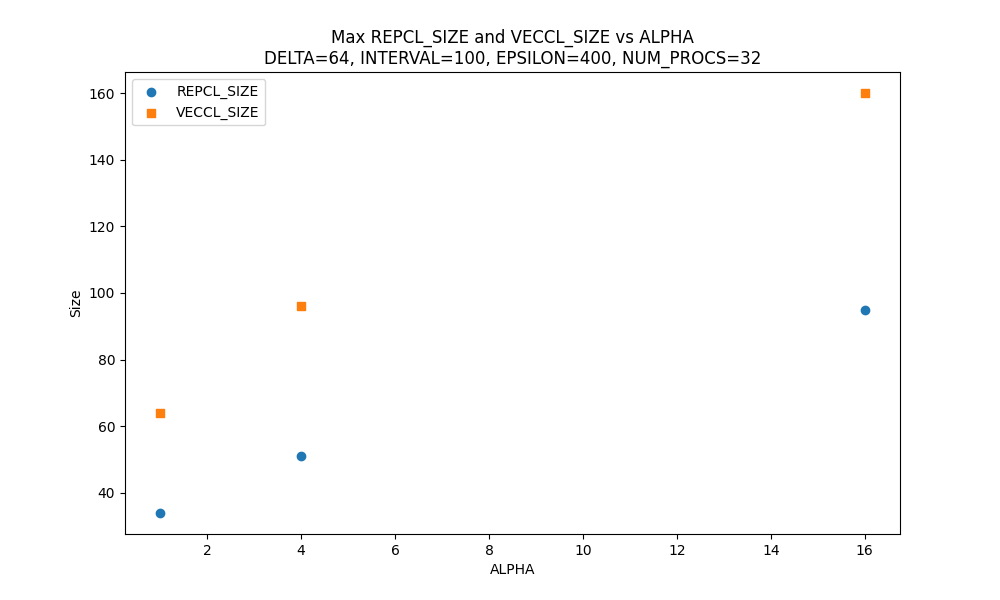 Max REPCL_SIZE and VECCL_SIZE vs ALPHA
DELTA=64, INTERVAL=100, EPSILON=400, NUM_PROCS=32
REPCL_SIZE
VECCL_SIZE
160
140
120
100
80
60
40
Size
2 4 6 8 10 12 14 16
ALPHA